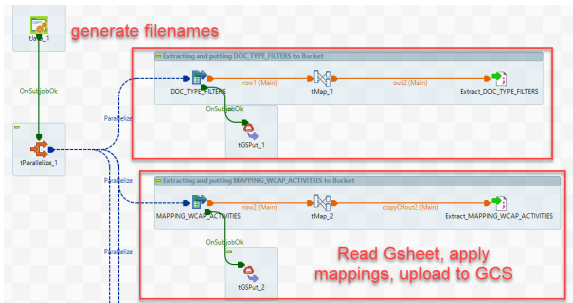 generate filenames
tJava_1
OnSubjobOk
tParallelize_1
Parallelize
Parallelize
Parallelize
Extracting and putting DOC_TYPE_FILTERS to Bucket
DOC_TYPE_FILTERS
row1 (Main)
tMap_1
out2 (Main)
Extract_DOC_TYPE_FILTERS
OnSubjobOk
tGSPut_1
Extracting and putting MAPPING_WCAP_ACTIVITIES to Bucket
MAPPING_WCAP_ACTIVITIES
row2 (Main)
tMap_2
copyOfout2 (Main)
Extract_MAPPING_WCAP_ACTIVITIES
OnSubjobOk
tGSPut_2
Read Gsheet, apply
mappings, upload to GCS